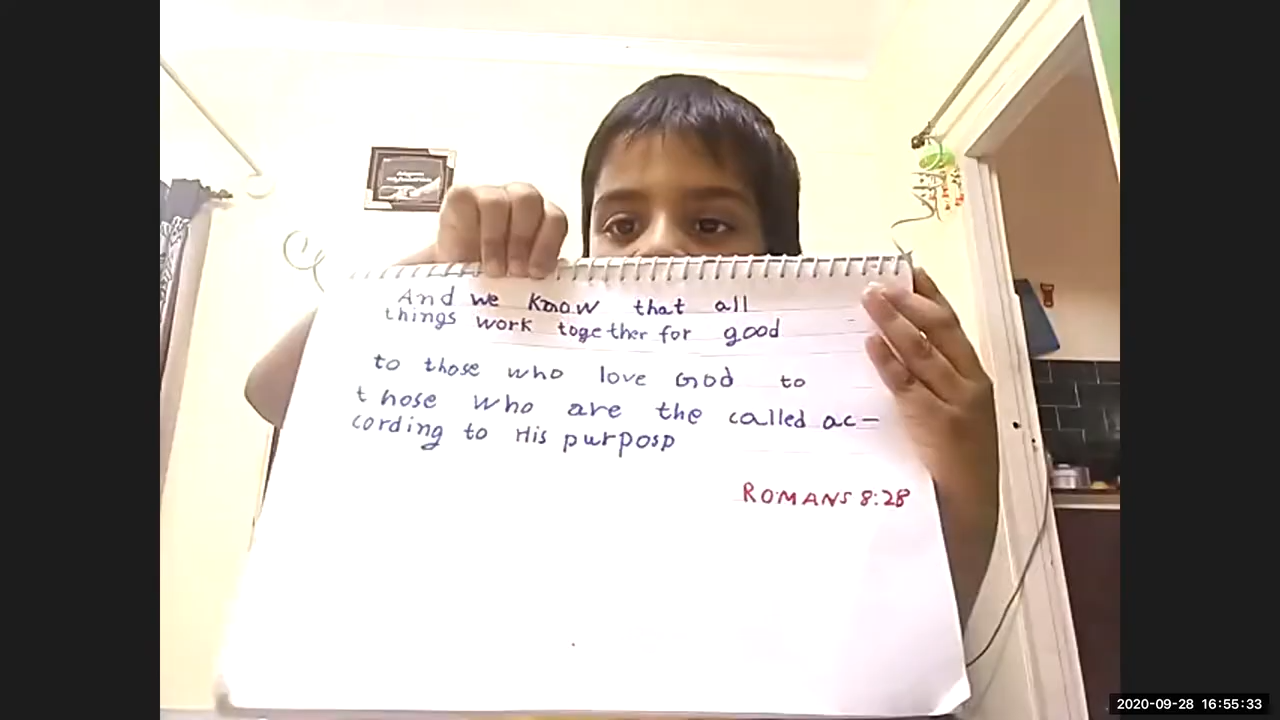 And we know that all
things work together for good
to those who love God to
those who are the called ac-
cording to His purposp
ROMANS 8:28
2020-09-28 16:55:33